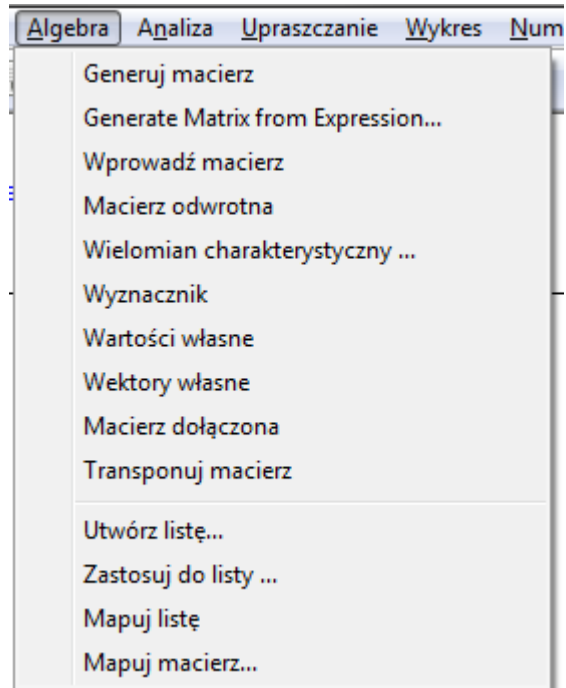 Algebra Analiza Upraszczanie Wykres Num
Generuj macierz
Generate Matrix from Expression...
Wprowadź macierz
Macierz odwrotna
Wielomian charakterystyczny ...
Wyznacznik
Wartości własne
Wektory własne
Macierz dołączona
Transponuj macierz
Utwórz listę...
Zastosuj do listy ...
Mapuj listę
Mapuj macierz...